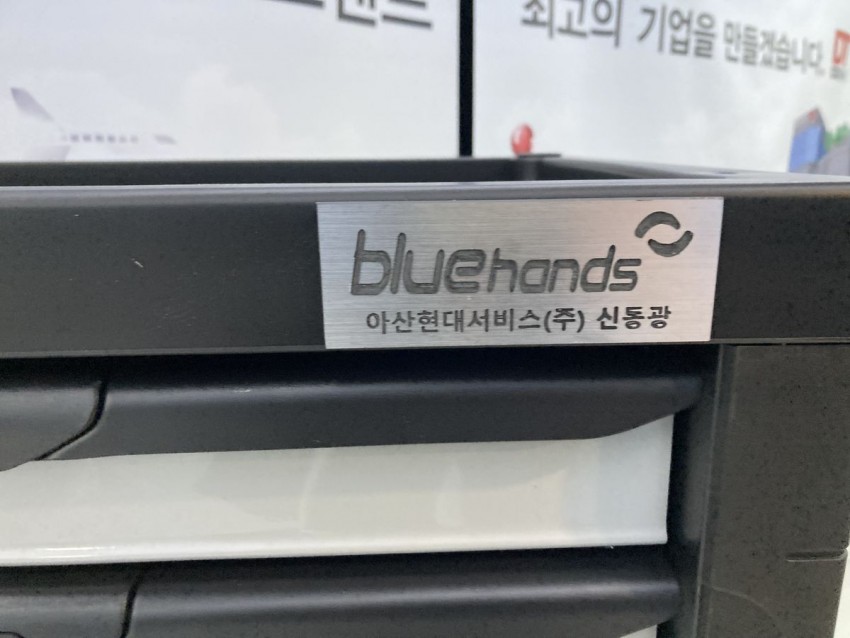 최고의 기업을 만들겠습니다.
bluehands
아산현대서비스(주) 신동광